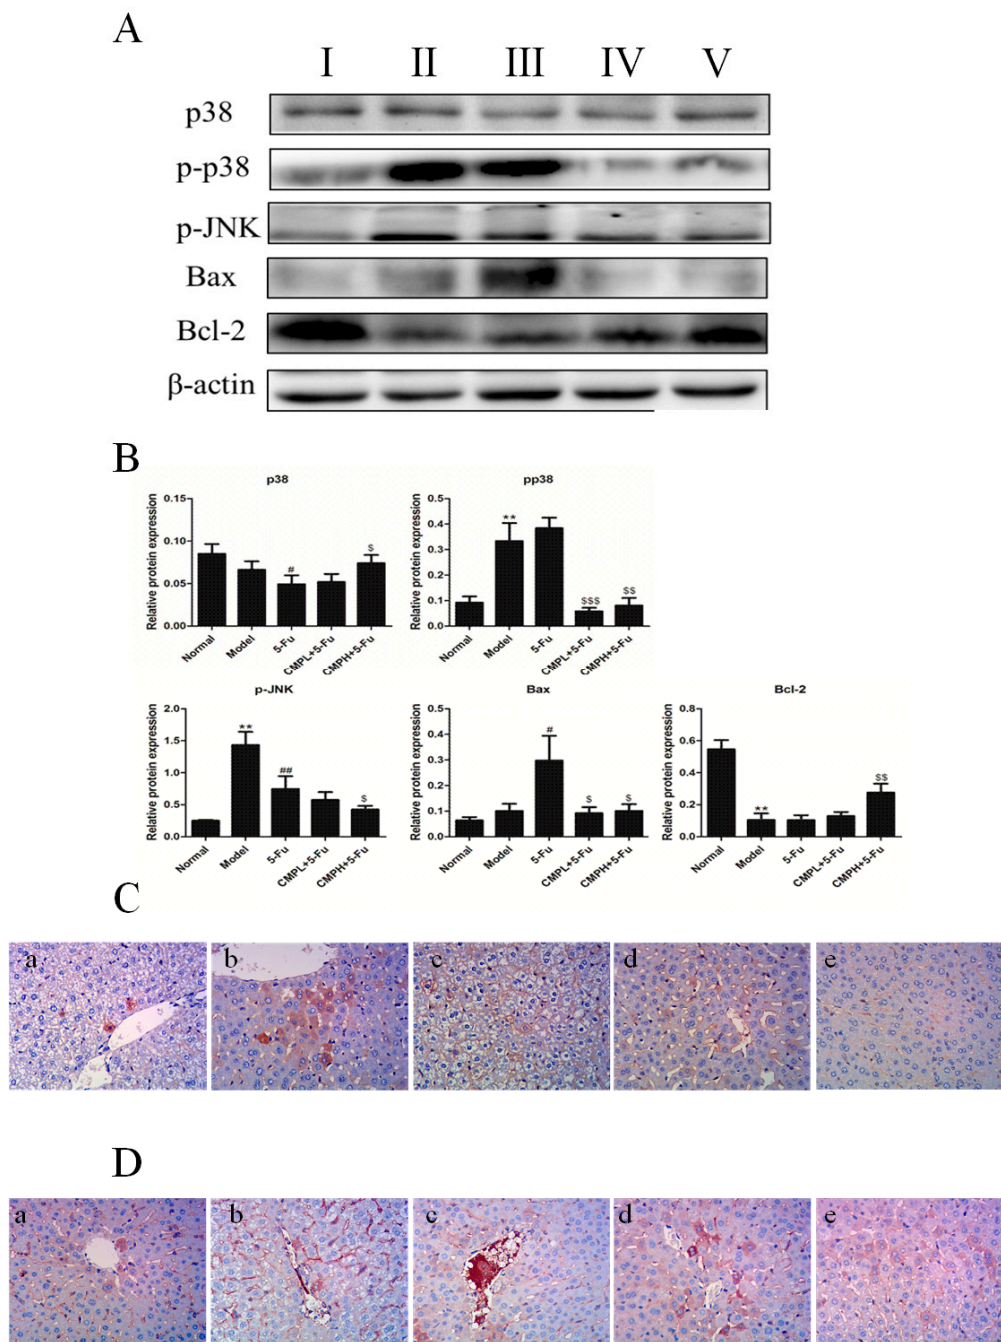 A
I II III IV V
p38
p-p38
p-JNK
Bax
Bcl-2
β-actin
B
p38
Relative protein expression
0.15
0.10
0.05
0.00
#
$
Normal
Model
5-Fu
CMPL+5-Fu
CMPH+5-Fu
pp38
Relative protein expression
0.5
0.4
0.3
0.2
0.1
0.0
**
$$$
$$
Normal
Model
5-Fu
CMPL+5-Fu
CMPH+5-Fu
p-JNK
Relative protein expression
2.0
1.5
1.0
0.5
0.0
**
##
$
Normal
Model
5-Fu
CMPL+5-Fu
CMPH+5-Fu
Bax
Relative protein expression
0.5
0.4
0.3
0.2
0.1
0.0
#
$
$
Normal
Model
5-Fu
CMPL+5-Fu
CMPH+5-Fu
Bcl-2
Relative protein expression
0.8
0.6
0.4
0.2
0.0
**
$$
Normal
Model
5-Fu
CMPL+5-Fu
CMPH+5-Fu
C
a b c d e
D
a b c d e